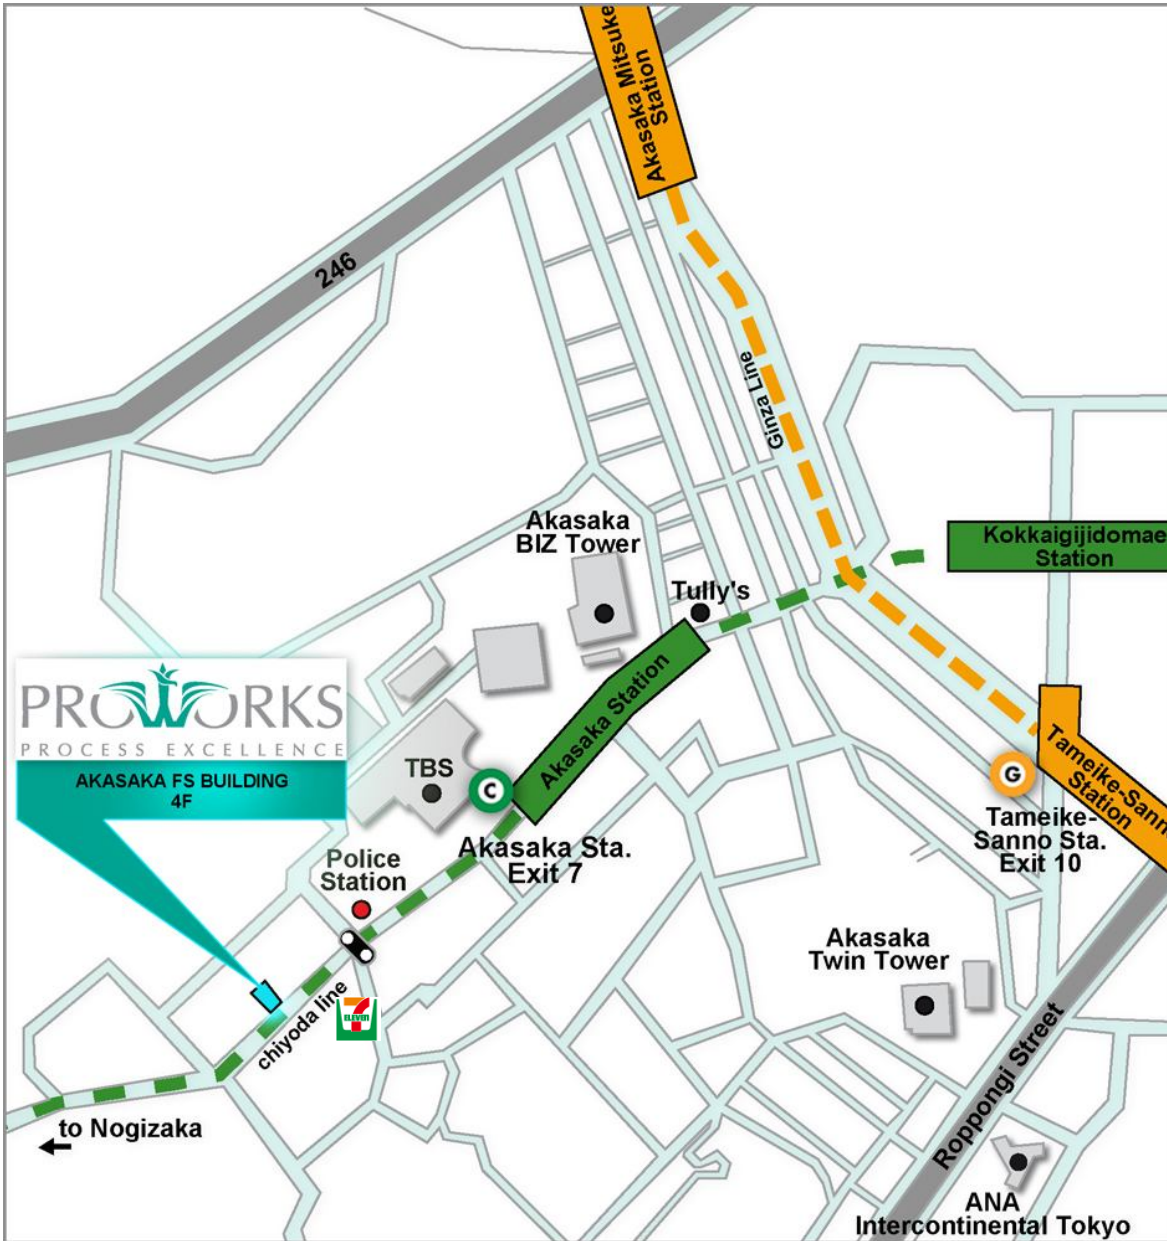 Akasaka Mitsuke
Station
246
Ginza Line
Kokkaigijidomae
Station
Akasaka
BIZ Tower
Tully's
PROWORKS
PROCESS EXCELLENCE
AKASAKA FS BUILDING
4F
TBS
C
Akasaka Station
Akasaka Sta.
Exit 7
G
Tameike-Sann
Station
Tameike-
Sanno Sta.
Exit 10
Police
Station
Akasaka
Twin Tower
chiyoda line
7
ELEVEN
Roppongi Street
to Nogizaka
ANA
Intercontinental Tokyo